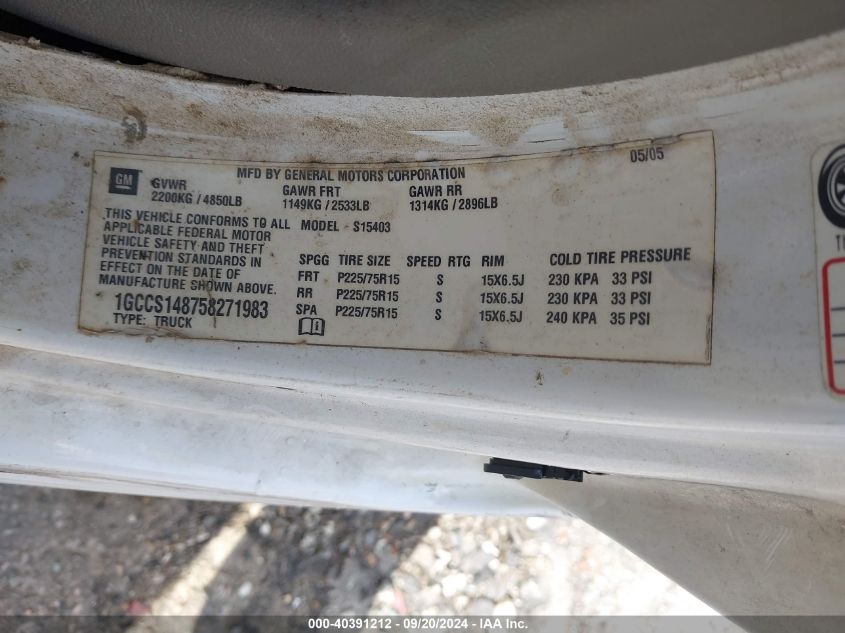 MFD BY GENERAL MOTORS CORPORATION 05/05
GM
GVWR GAWR FRT GAWR RR
2200KG / 4850LB 1149KG / 2533LB 1314KG / 2896LB
THIS VEHICLE CONFORMS TO ALL
APPLICABLE FEDERAL MOTOR
VEHICLE SAFETY AND THEFT
PREVENTION STANDARDS IN
EFFECT ON THE DATE OF
MANUFACTURE SHOWN ABOVE.
1GCCS148758271983
TYPE: TRUCK
MODEL - S15403
SPGG TIRE SIZE SPEED RTG RIM COLD TIRE PRESSURE
FRT P225/75R15 S 15X6.5J 230 KPA 33 PSI
RR P225/75R15 S 15X6.5J 230 KPA 33 PSI
SPA P225/75R15 S 15X6.5J 240 KPA 35 PSI
000-40391212 - 09/20/2024 - IAA Inc.